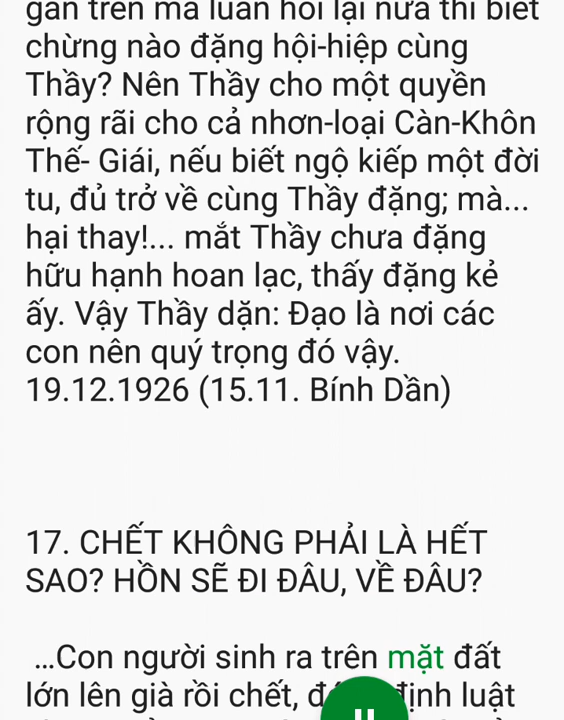 gần trên mà luân hồi lại nữa thì biết
chừng nào đặng hội-hiệp cùng
Thầy? Nên Thầy cho một quyền
rộng rãi cho cả nhơn-loại Càn-Khôn
Thế- Giái, nếu biết ngộ kiếp một đời
tu, đủ trở về cùng Thầy đặng; mà...
hại thay!... mắt Thầy chưa đặng
hữu hạnh hoan lạc, thấy đặng kẻ
ấy. Vậy Thầy dặn: Đạo là nơi các
con nên quý trọng đó vậy.
19.12.1926 (15.11. Bính Dần)
17. CHẾT KHÔNG PHẢI LÀ HẾT
SAO? HỒN SẼ ĐI ĐÂU, VỀ ĐÂU?
...Con người sinh ra trên mặt đất
lớn lên già rồi chết, định luật